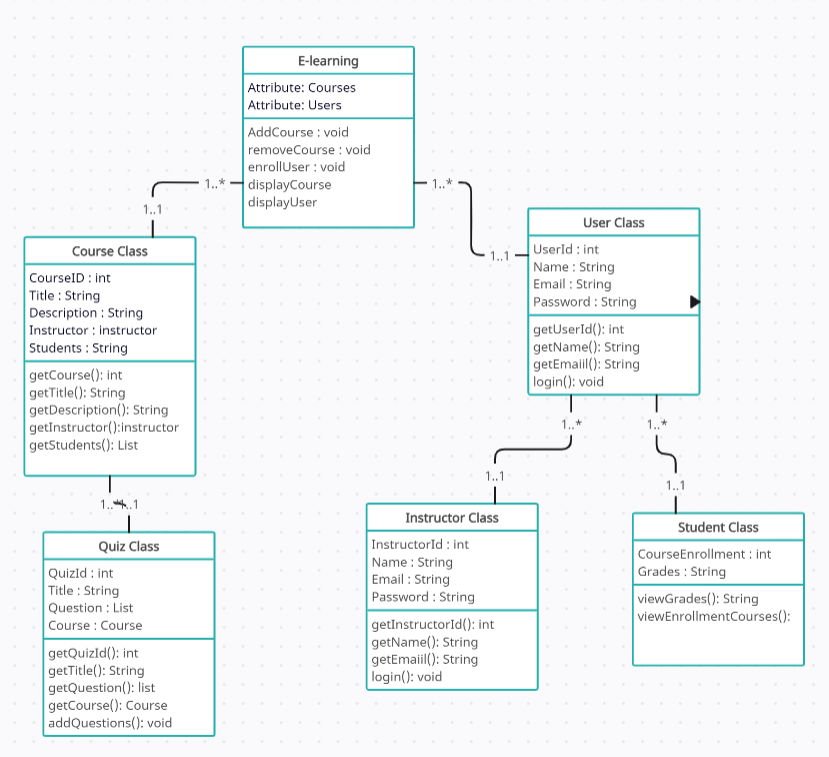 E-learning
Attribute: Courses
Attribute: Users
AddCourse : void
removeCourse : void
enrollUser : void
displayCourse
displayUser
1..*
1..*
1..1
1..1
Course Class
CourseID : int
Title : String
Description : String
Instructor : instructor
Students : String
getCourse(): int
getTitle(): String
getDescription(): String
getInstructor():instructor
getStudents(): List
User Class
UserId : int
Name : String
Email : String
Password : String
getUserId(): int
getName(): String
getEmaiil(): String
login(): void
1..*
1..*
1..1
1..1
Quiz Class
QuizId : int
Title : String
Question : List
Course : Course
getQuizId(): int
getTitle(): String
getQuestion(): list
getCourse(): Course
addQuestions(): void
Instructor Class
InstructorId : int
Name : String
Email : String
Password : String
getInstructorId(): int
getName(): String
getEmaiil(): String
login(): void
Student Class
CourseEnrollment : int
Grades : String
viewGrades(): String
viewEnrollmentCourses():